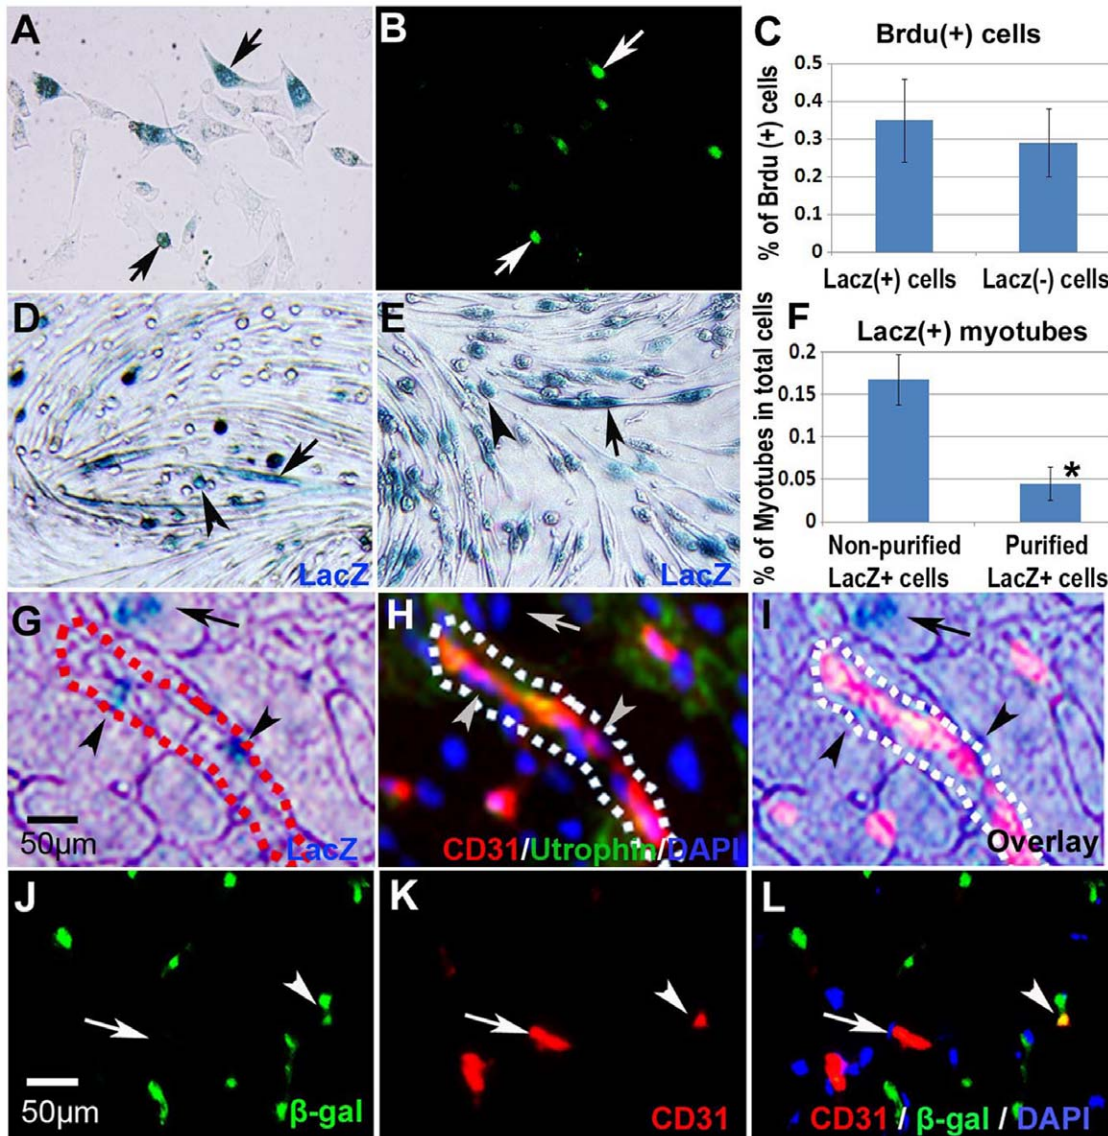 A
B
C
Brdu(+) cells
% of Brdu (+) cells
0.5
0.4
0.3
0.2
0.1
0
Lacz(+) cells
Lacz(-) cells
D
LacZ
E
LacZ
F
Lacz(+) myotubes
% of Myotubes in total cells
0.2
0.15
0.1
0.05
0
*
Non-purified
LacZ+ cells
Purified
LacZ+ cells
G
50μm
LacZ
H
CD31/Utrophin/DAPI
I
Overlay
J
50μm
β-gal
K
CD31
L
CD31 / β-gal / DAPI